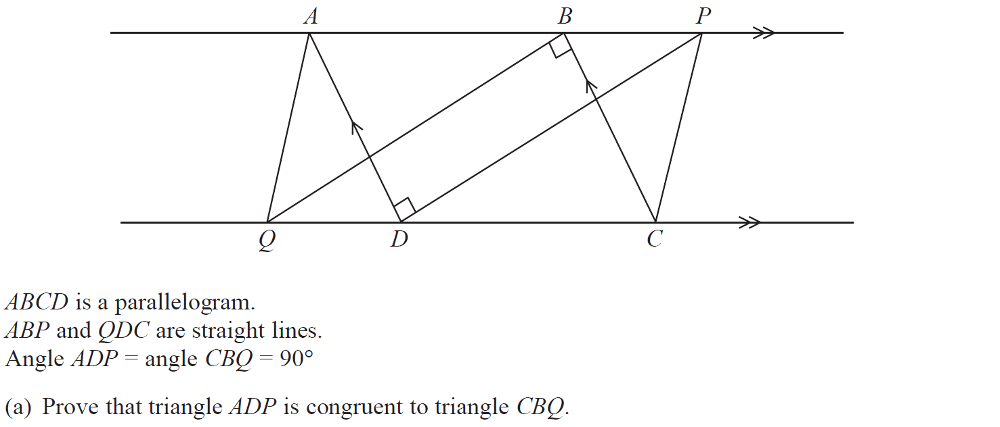 A B P
Q D C
ABCD is a parallelogram.
ABP and QDC are straight lines.
Angle ADP = angle CBQ = 90°
(a) Prove that triangle ADP is congruent to triangle CBQ.